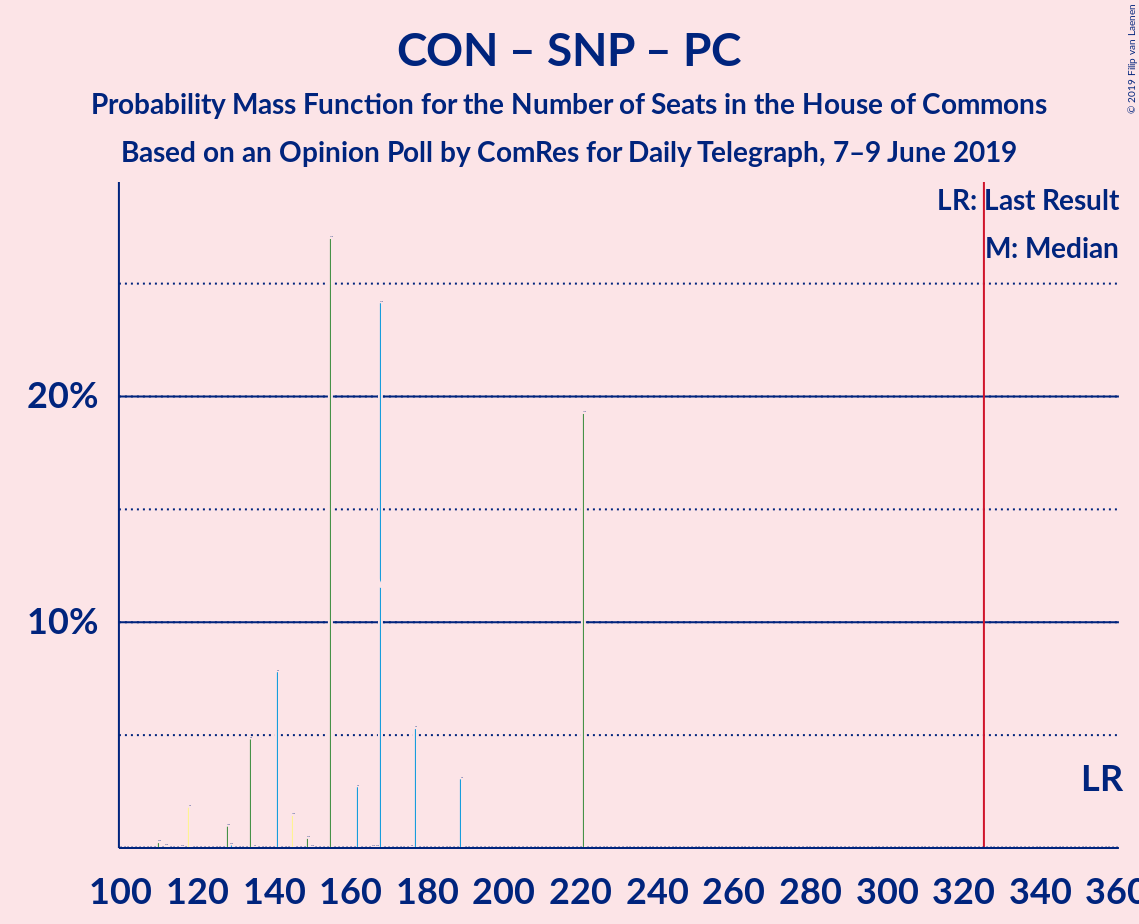 CON – SNP – PC
Probability Mass Function for the Number of Seats in the House of Commons
Based on an Opinion Poll by ComRes for Daily Telegraph, 7–9 June 2019
© 2019 Filip van Laenen
LR: Last Result
M: Median
20%
10%
LR
100 120 140 160 180 200 220 240 260 280 300 320 340 360